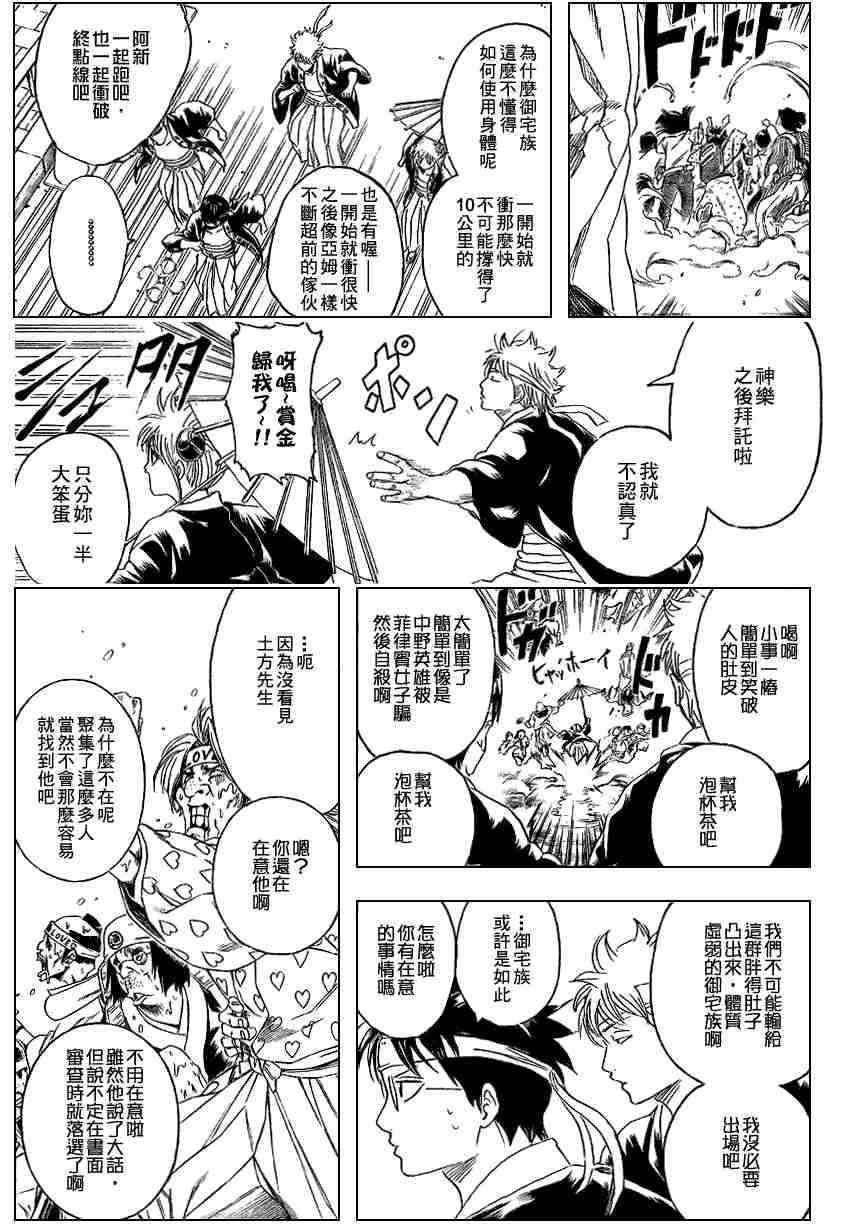 ドドドド
為什麼御宅族
這麼不懂得
如何使用身體呢
一開始就
衝那麼快
不可能撐得了
10公里的
也是有喔——
一開始就衝很快
之後像亞姆一樣
不斷超前的傢伙
阿新
一起跑吧，
也一起衝破
終點線吧
…………
神樂
之後拜託啦
我就
不認真了
ポンッ
呀喝~賞金
歸我了~!!
只分妳一半
大笨蛋
喝啊
小事一樁
簡單到笑破
人的肚皮
幫我
泡杯茶吧
ドドド
ヒャッホーイ
太簡單了
簡單到像是
中野英雄被
菲律賓女子騙
然後自殺啊
幫我
泡杯茶吧
我們不可能輸給
這群胖得肚子
凸出來，體質
虛弱的御宅族啊
我沒必要
出場吧
…御宅族
或許是如此
怎麼啦
你有在意
的事情嗎
…呃
因為沒看見
土方先生
嗯？
你還在
在意他啊
為什麼不在呢
聚集了這麼多人
當然不會那麼容易
就找到他吧
LOVE
不用在意啦
雖然他說了大話，
但說不定在書面
審查時就落選了啊